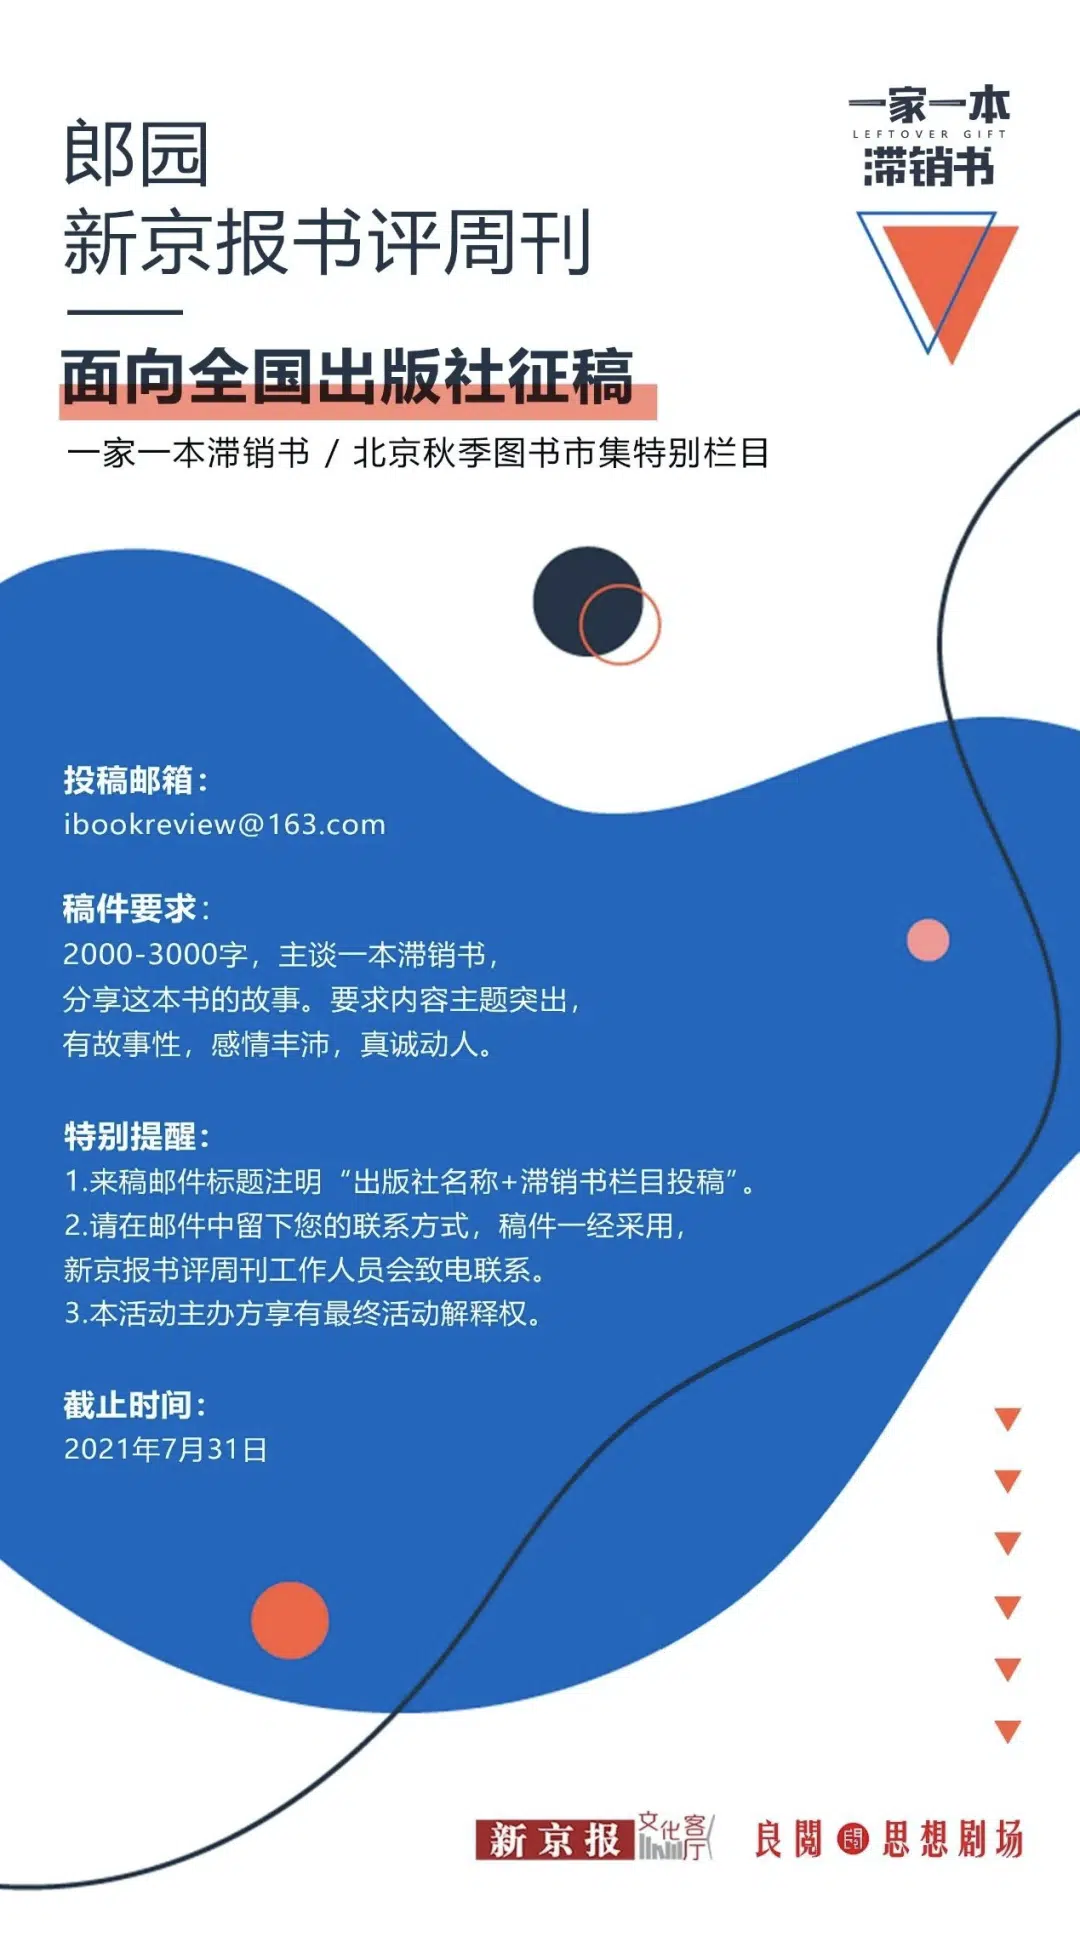 郎园
新京报书评周刊
一家一本
LEFTOVER GIFT
滞销书
面向全国出版社征稿
一家一本滞销书 / 北京秋季图书市集特别栏目
投稿邮箱：
ibookreview@163.com
稿件要求：
2000-3000字，主谈一本滞销书，
分享这本书的故事。要求内容主题突出，
有故事性，感情丰沛，真诚动人。
特别提醒：
1.来稿邮件标题注明“出版社名称+滞销书栏目投稿”。
2.请在邮件中留下您的联系方式，稿件一经采用，
新京报书评周刊工作人员会致电联系。
3.本活动主办方享有最终活动解释权。
截止时间：
2021年7月31日
新京报 文化客厅
良閲 思想剧场